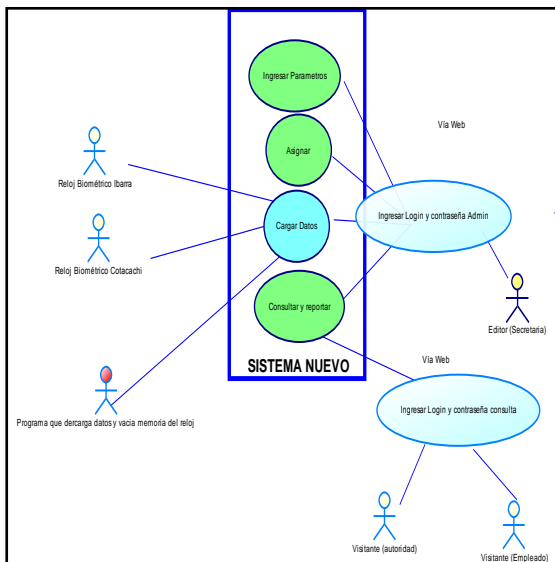 Ingresar Parametros
Vía Web
Asignar
Reloj Biométrico Ibarra
Ingresar Login y contraseña Admin
Cargar Datos
Reloj Biométrico Cotacachi
Consultar y reportar
Editor (Secretaria)
SISTEMA NUEVO
Vía Web
Ingresar Login y contraseña consulta
Programa que dercarga datos y vacia memoria del reloj
Visitante (autoridad)
Visitante (Empleado)